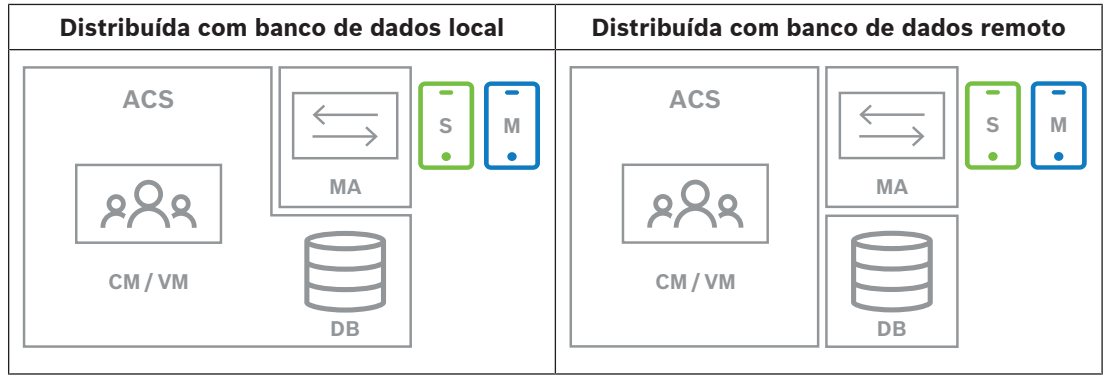 Distribuída com banco de dados local
Distribuída com banco de dados remoto
ACS
S
M
MA
CM / VM
DB
ACS
S
M
MA
CM / VM
DB